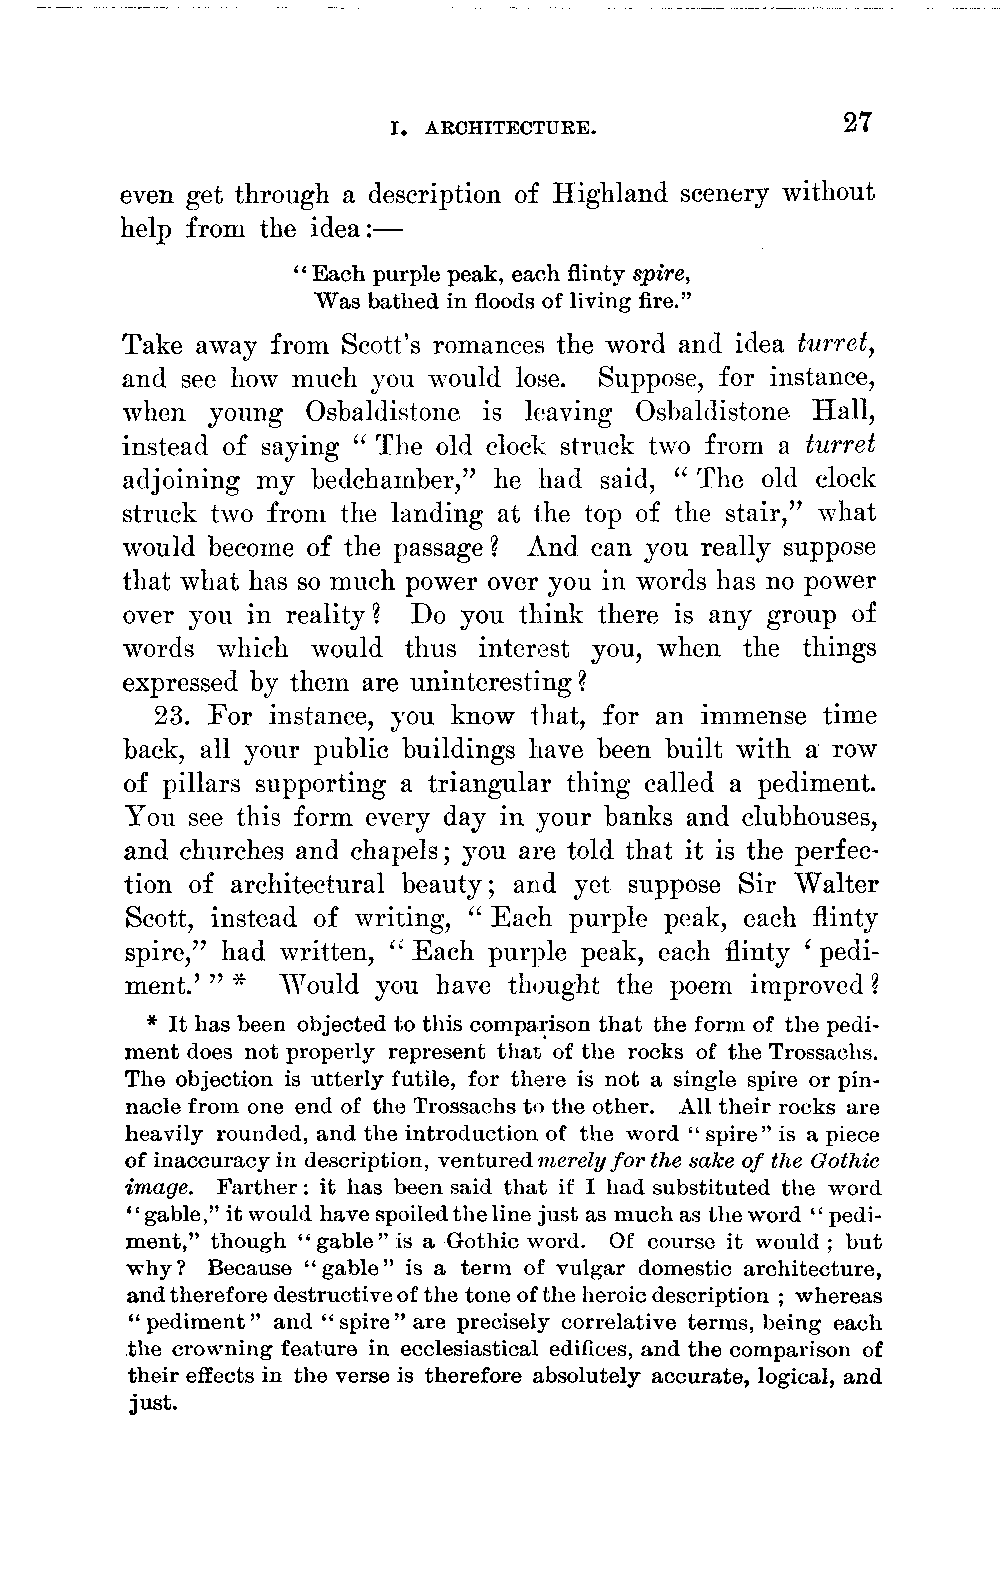 I. ARCHITECTURE. 27
even get through a description of Highland scenery without
help from the idea:—
“Each purple peak, each flinty spire,
Was bathed in floods of living fire.”
Take away from Scott’s romances the word and idea turret,
and see how much you would lose. Suppose, for instance,
when young Osbaldistone is leaving Osbaldistone Hall,
instead of saying “The old clock struck two from a turret
adjoining my bedchamber,” he had said, “The old clock
struck two from the landing at the top of the stair,” what
would become of the passage? And can you really suppose
that what has so much power over you in words has no power
over you in reality? Do you think there is any group of
words which would thus interest you, when the things
expressed by them are uninteresting?
23. For instance, you know that, for an immense time
back, all your public buildings have been built with a row
of pillars supporting a triangular thing called a pediment.
You see this form every day in your banks and clubhouses,
and churches and chapels; you are told that it is the perfec-
tion of architectural beauty; and yet suppose Sir Walter
Scott, instead of writing, “Each purple peak, each flinty
spire,” had written, “Each purple peak, each flinty ‘pedi-
ment.’”* Would you have thought the poem improved?
* It has been objected to this comparison that the form of the pedi-
ment does not properly represent that of the rocks of the Trossachs.
The objection is utterly futile, for there is not a single spire or pin-
nacle from one end of the Trossachs to the other. All their rocks are
heavily rounded, and the introduction of the word “spire” is a piece
of inaccuracy in description, ventured merely for the sake of the Gothic
image. Farther: it has been said that if I had substituted the word
“gable,” it would have spoiled the line just as much as the word “pedi-
ment,” though “gable” is a Gothic word. Of course it would; but
why? Because “gable” is a term of vulgar domestic architecture,
and therefore destructive of the tone of the heroic description; whereas
“pediment” and “spire” are precisely correlative terms, being each
the crowning feature in ecclesiastical edifices, and the comparison of
their effects in the verse is therefore absolutely accurate, logical, and
just.